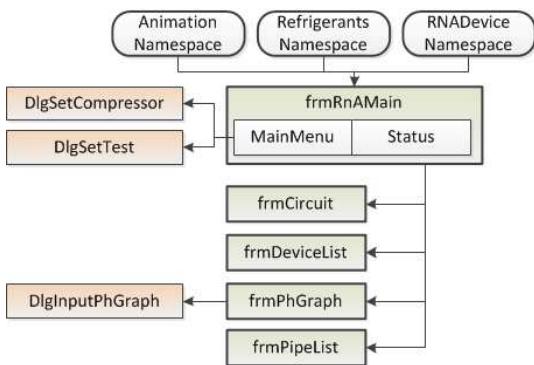 Animation
Namespace
Refrigerants
Namespace
RNADevice
Namespace
DlgSetCompressor
DlgSetTest
frmRnAMain
MainMenu
Status
frmCircuit
frmDeviceList
DlgInputPhGraph
frmPhGraph
frmPipeList